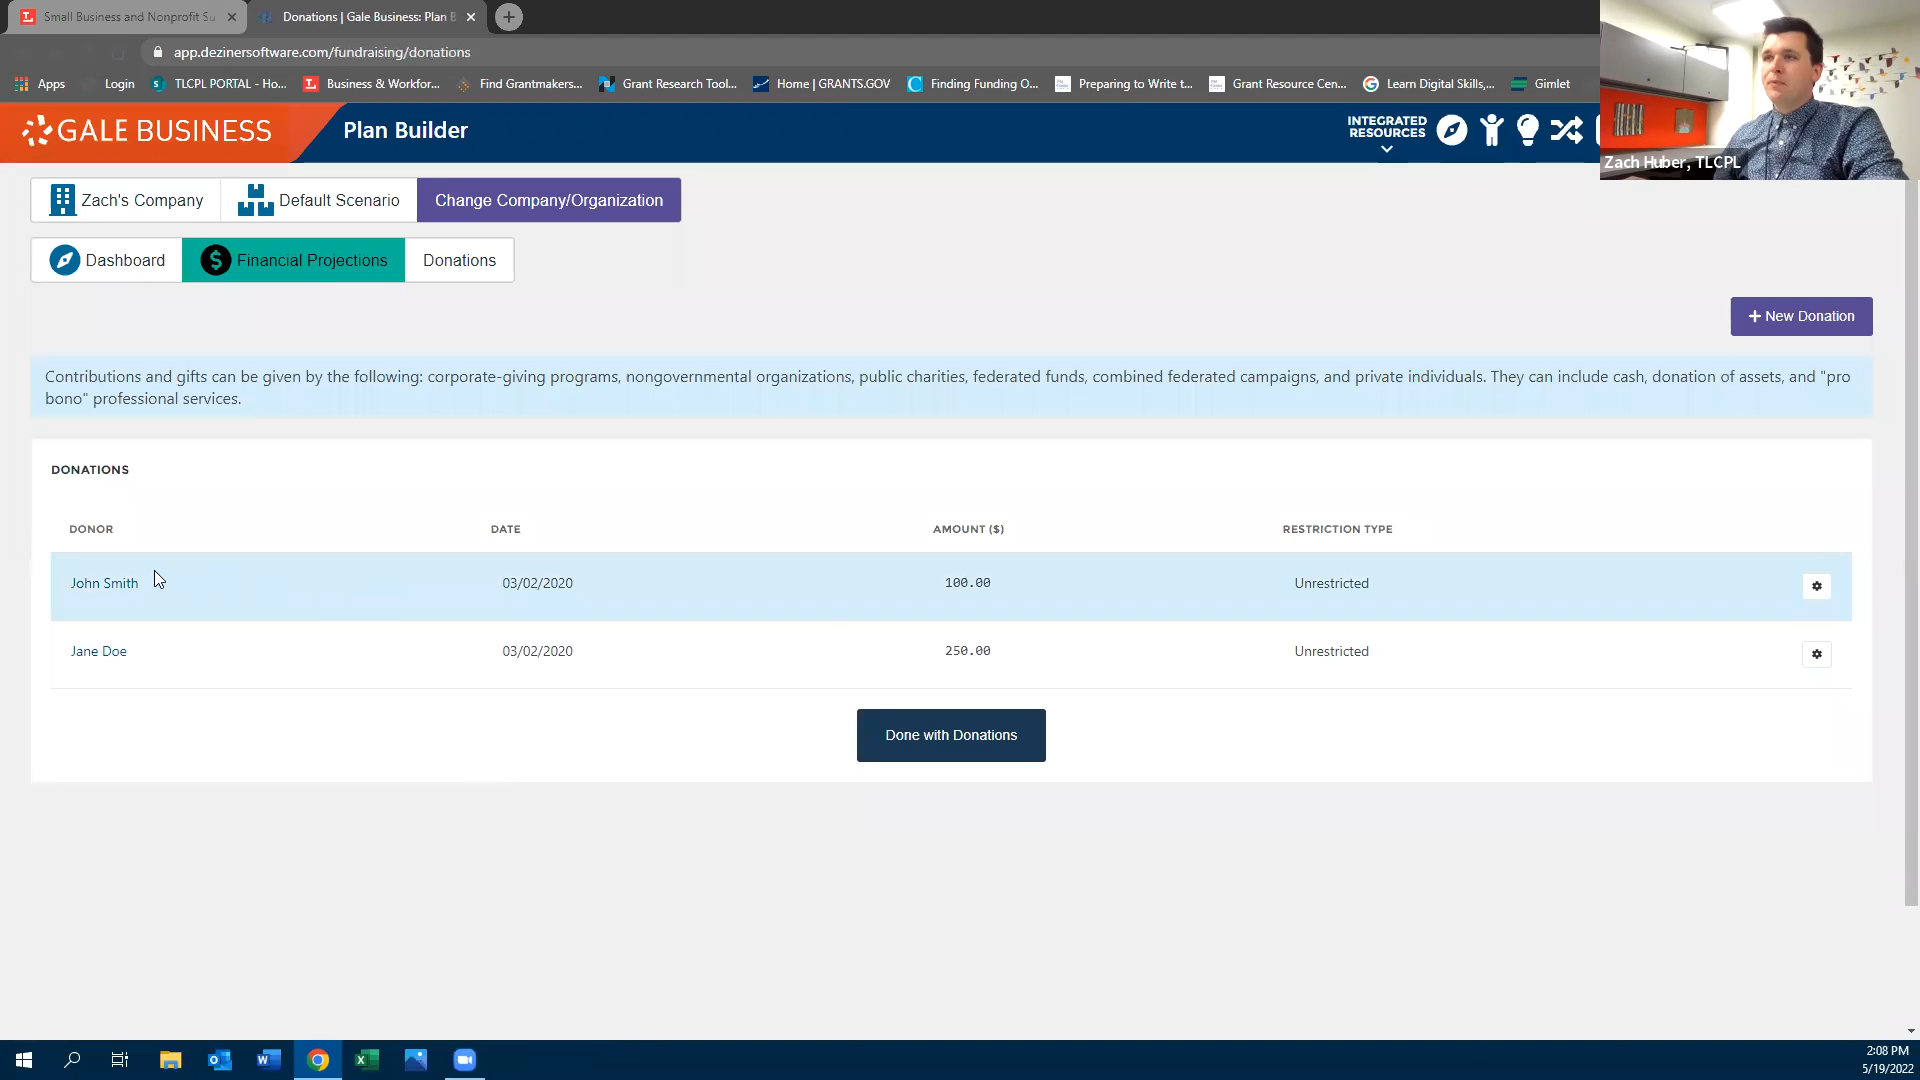 Small Business and Nonprofit Su
Donations | Gale Business: Plan B
app.dezinersoftware.com/fundraising/donations
Apps
Login
TLCPL PORTAL - Ho...
Business & Workfor...
Find Grantmakers...
Grant Research Tool...
Home | GRANTS.GOV
Finding Funding O...
Preparing to Write t...
Grant Resource Cen...
Learn Digital Skills,...
Gimlet
GALE BUSINESS
Plan Builder
INTEGRATED
RESOURCES
Zach Huber, TLCPL
Zach's Company
Default Scenario
Change Company/Organization
Dashboard
Financial Projections
Donations
+ New Donation
Contributions and gifts can be given by the following: corporate-giving programs, nongovernmental organizations, public charities, federated funds, combined federated campaigns, and private individuals. They can include cash, donation of assets, and "pro
bono" professional services.
DONATIONS
DONOR DATE AMOUNT ($) RESTRICTION TYPE
John Smith 03/02/2020 100.00 Unrestricted
Jane Doe 03/02/2020 250.00 Unrestricted
Done with Donations
2:08 PM
5/19/2022